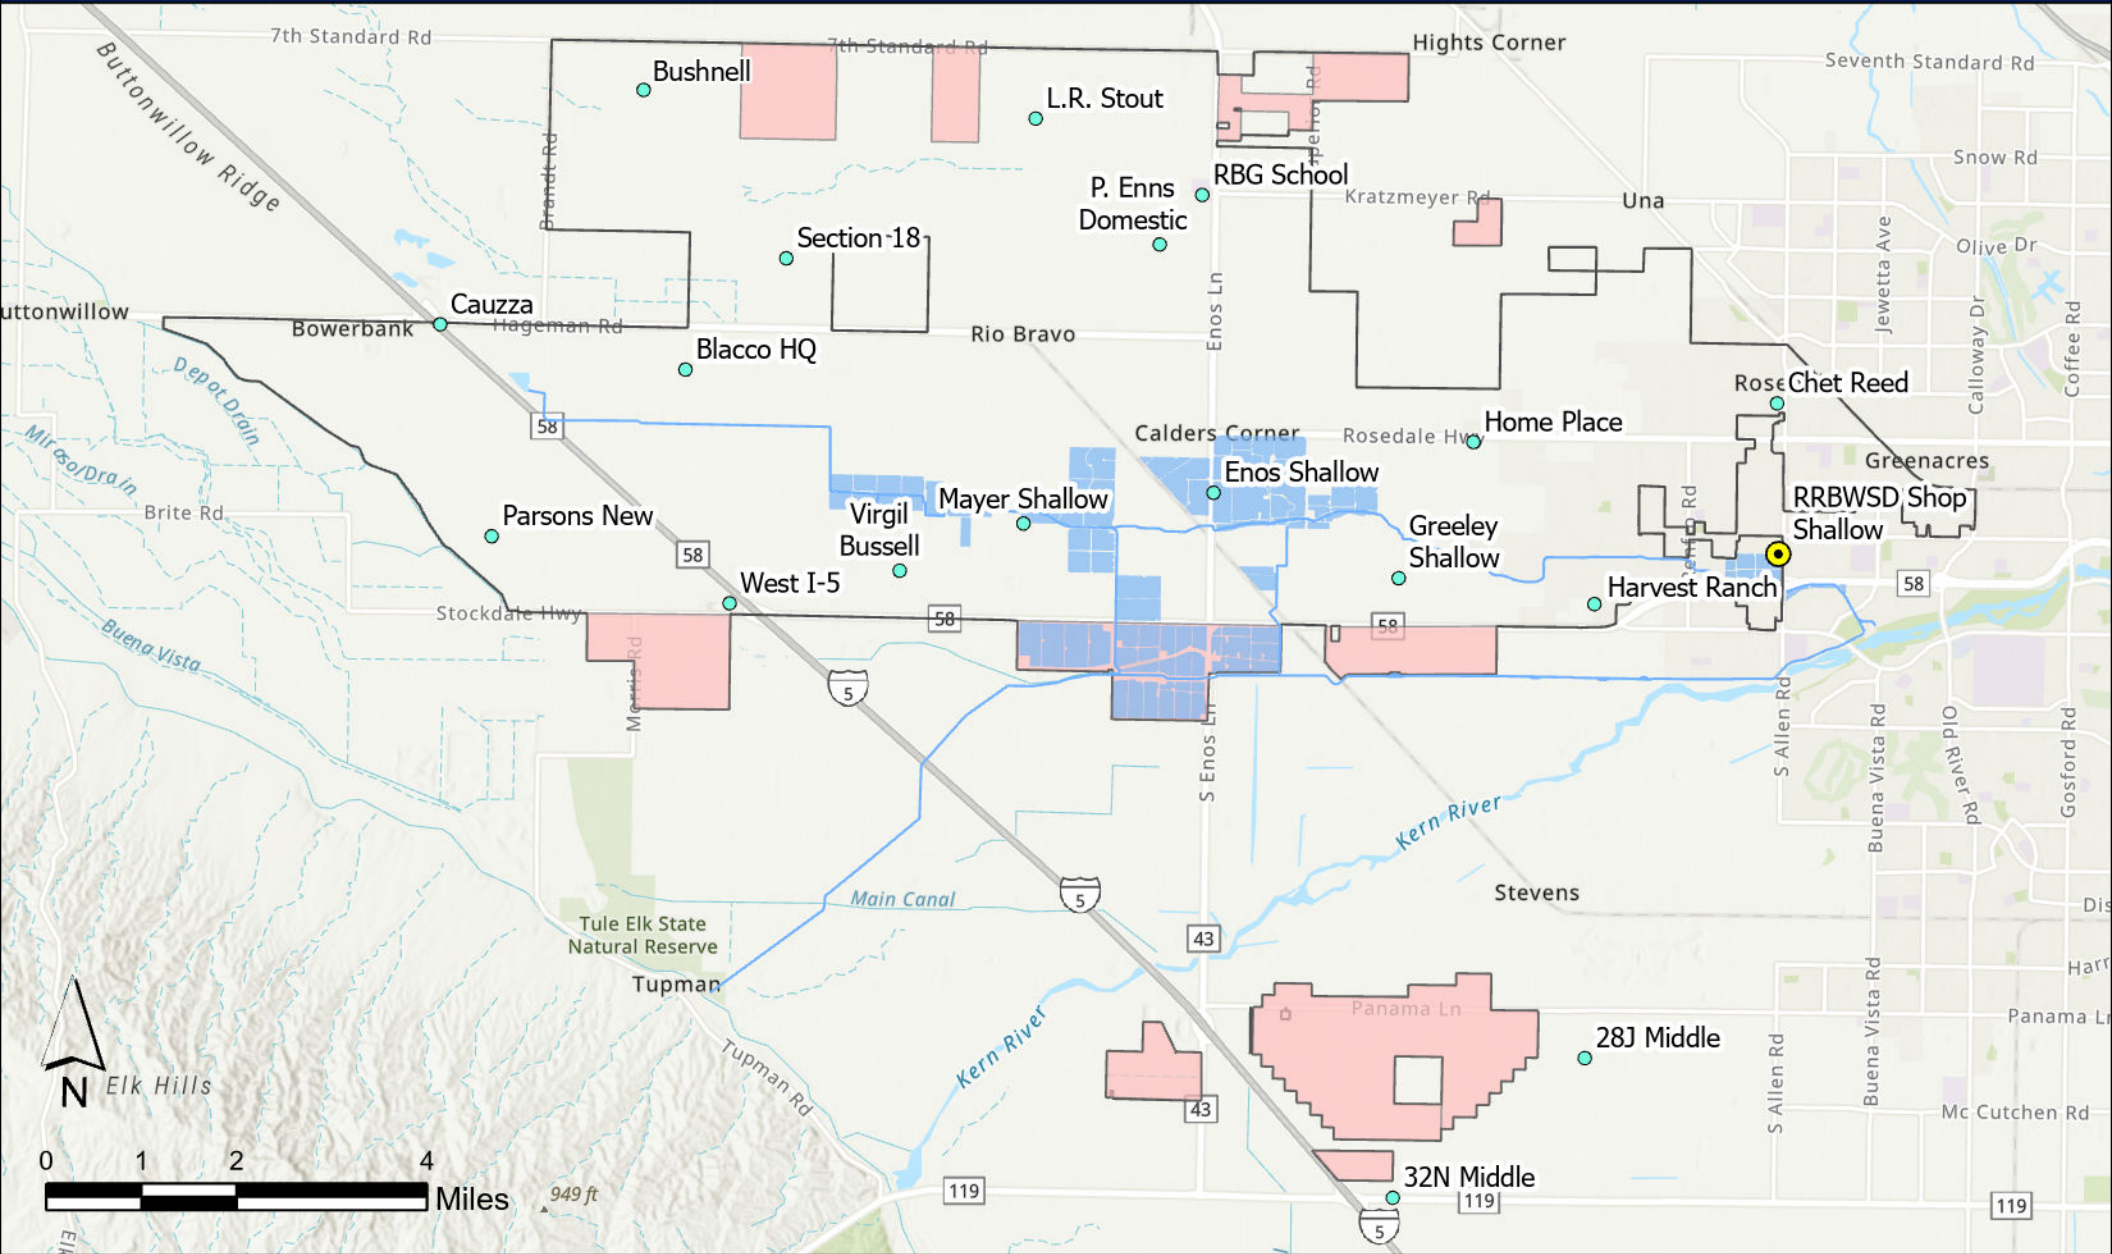 7th Standard Rd
7th Standard Rd
Hights Corner
Seventh Standard Rd
Buttonwillow Ridge
Bushnell
L.R. Stout
Snow Rd
Brandt Rd
RBG School
P. Enns
Domestic
Kratzmeyer Rd
Una
Jewetta Ave
Olive Dr
Section 18
Enos Ln
Calloway Dr
Coffee Rd
uttonwillow
Cauzza
Bowerbank
Hageman Rd
Rio Bravo
Blacco HQ
Depot Drain
Rose
Chet Reed
58
Home Place
Calders Corner
Rosedale Hwy
Greenacres
Enos Shallow
Brite Rd
Parsons New
Mayer Shallow
Virgil
Bussell
Greeley
Shallow
RRBWSD Shop
Shallow
58
West I-5
Harvest Ranch
58
Stockdale Hwy
58
58
Buena Vista
Morris Rd
5
S Enos Ln
S Allen Rd
Buena Vista Rd
Old River Rd
Gosford Rd
Kern River
5
Main Canal
Stevens
Dis
Tule Elk State
Natural Reserve
43
Tupman
Harr
Panama Ln
Panama Ln
Kern River
28J Middle
Tupman Rd
S Allen Rd
Buena Vista Rd
N
Elk Hills
43
Mc Cutchen Rd
0 1 2 4
Miles
949 ft
119
32N Middle
119
119
5
Elk